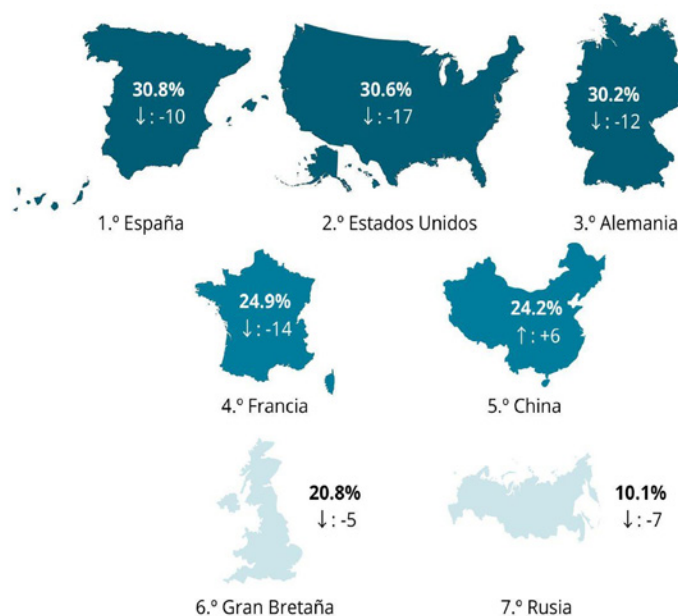 30.8%
↓: -10
1.º España
30.6%
↓: -17
2.º Estados Unidos
30.2%
↓: -12
3.º Alemania
24.9%
↓: -14
4.º Francia
24.2%
↑: +6
5.º China
20.8%
↓: -5
6.º Gran Bretaña
10.1%
↓: -7
7.º Rusia